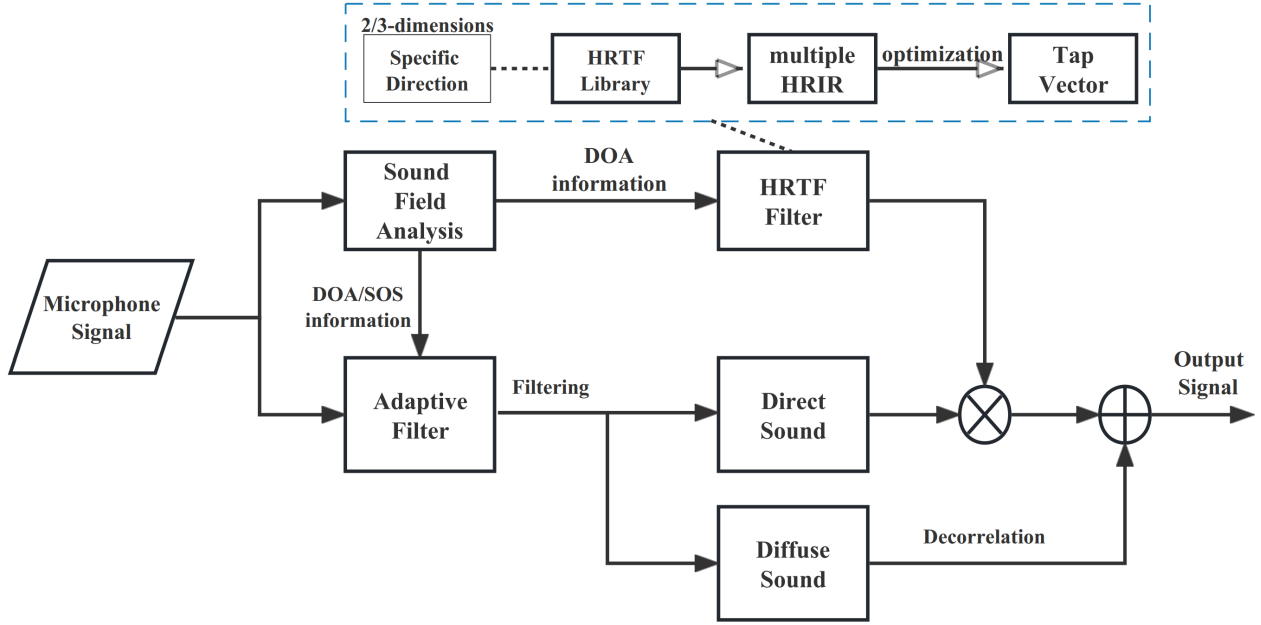 2/3-dimensions
Specific
Direction
HRTF
Library
multiple
HRIR
optimization
Tap
Vector
Sound
Field
Analysis
DOA
information
HRTF
Filter
Microphone
Signal
DOA/SOS
information
Adaptive
Filter
Filtering
Direct
Sound
Output
Signal
Diffuse
Sound
Decorrelation